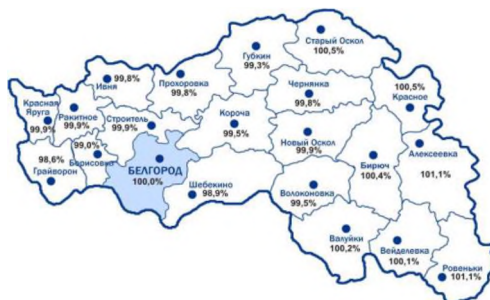 Старый Оскол
100,5%
Губкин
99,3%
99,8%
Ивня
Прохоровка
99,8%
Чернянка
99,8%
100,5%
Красное
Красная
Яруга
99,9%
Ракитное
99,9%
Строитель
99,9%
Короча
99,5%
Новый Оскол
99,9%
Алексеевка
101,1%
99,0%
Борисовка
98,6%
Грайворон
БЕЛГОРОД
100,0%
Бирюч
100,4%
Шебекино
98,9%
Волоконовка
99,5%
Валуйки
100,2%
Вейделевка
100,1%
Ровеньки
101,1%